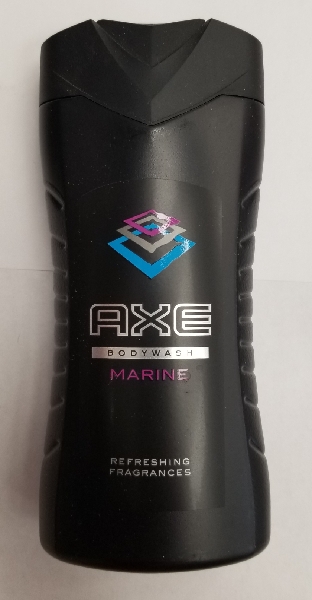 AXE
BODYWASH
MARINE
REFRESHING
FRAGRANCES